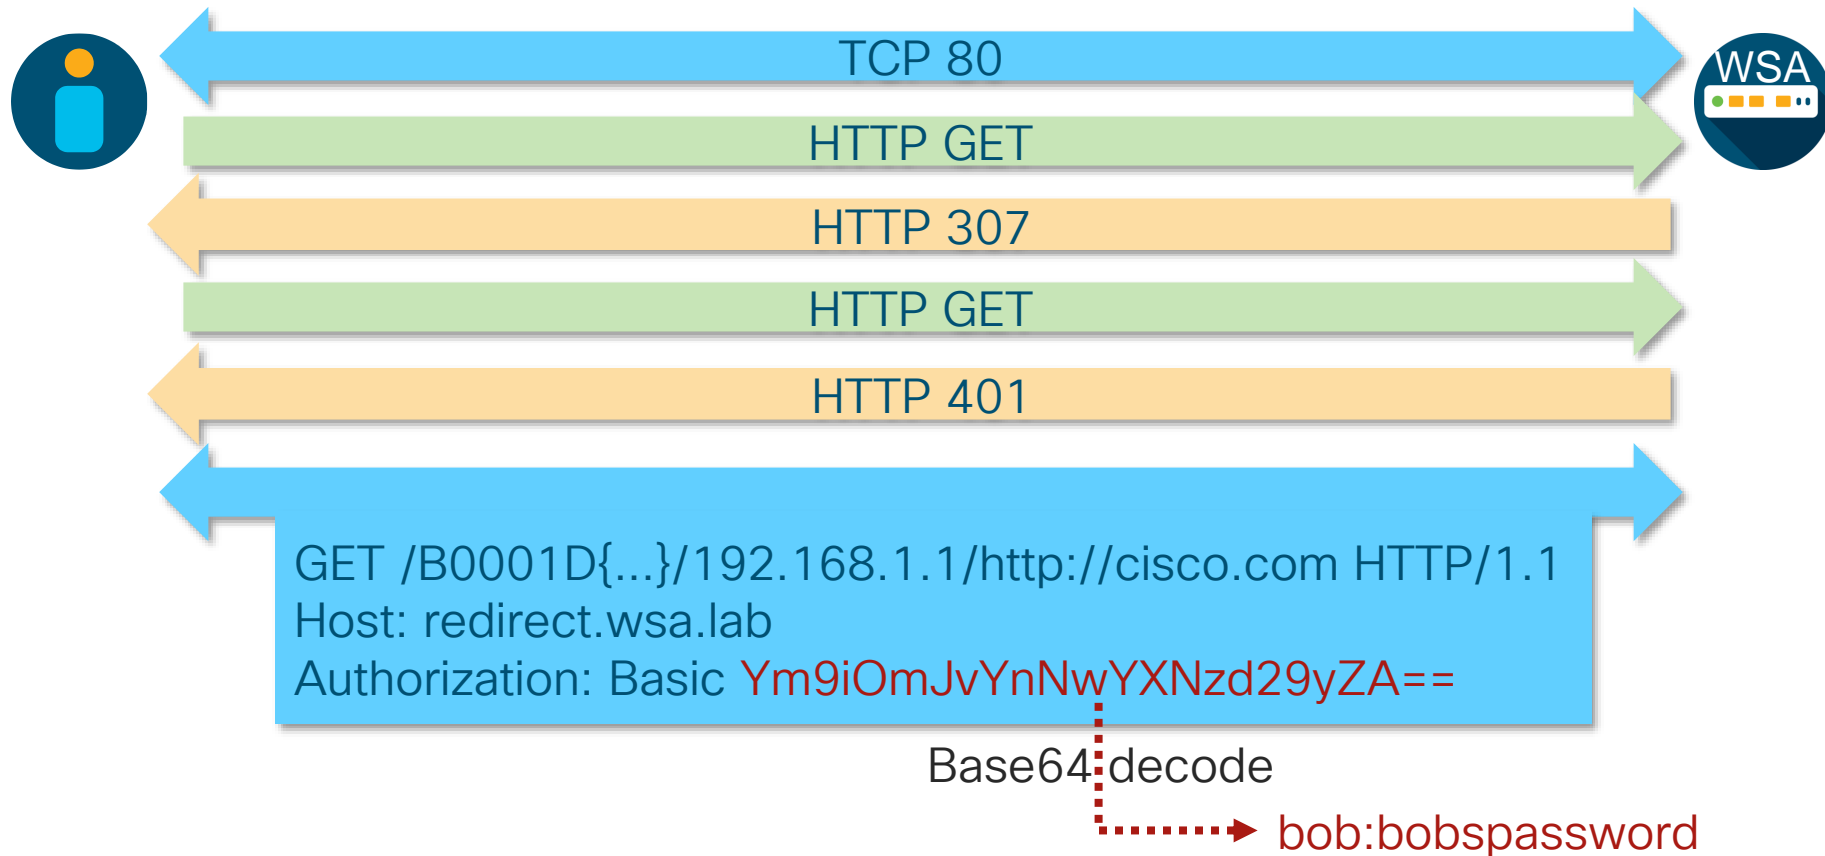 TCP 80
WSA
HTTP GET
HTTP 307
HTTP GET
HTTP 401
GET /B0001D{...}/192.168.1.1/http://cisco.com HTTP/1.1
Host: redirect.wsa.lab
Authorization: Basic Ym9iOmJvYnNwYXNzd29yZA==
Base64 decode
bob:bobspassword